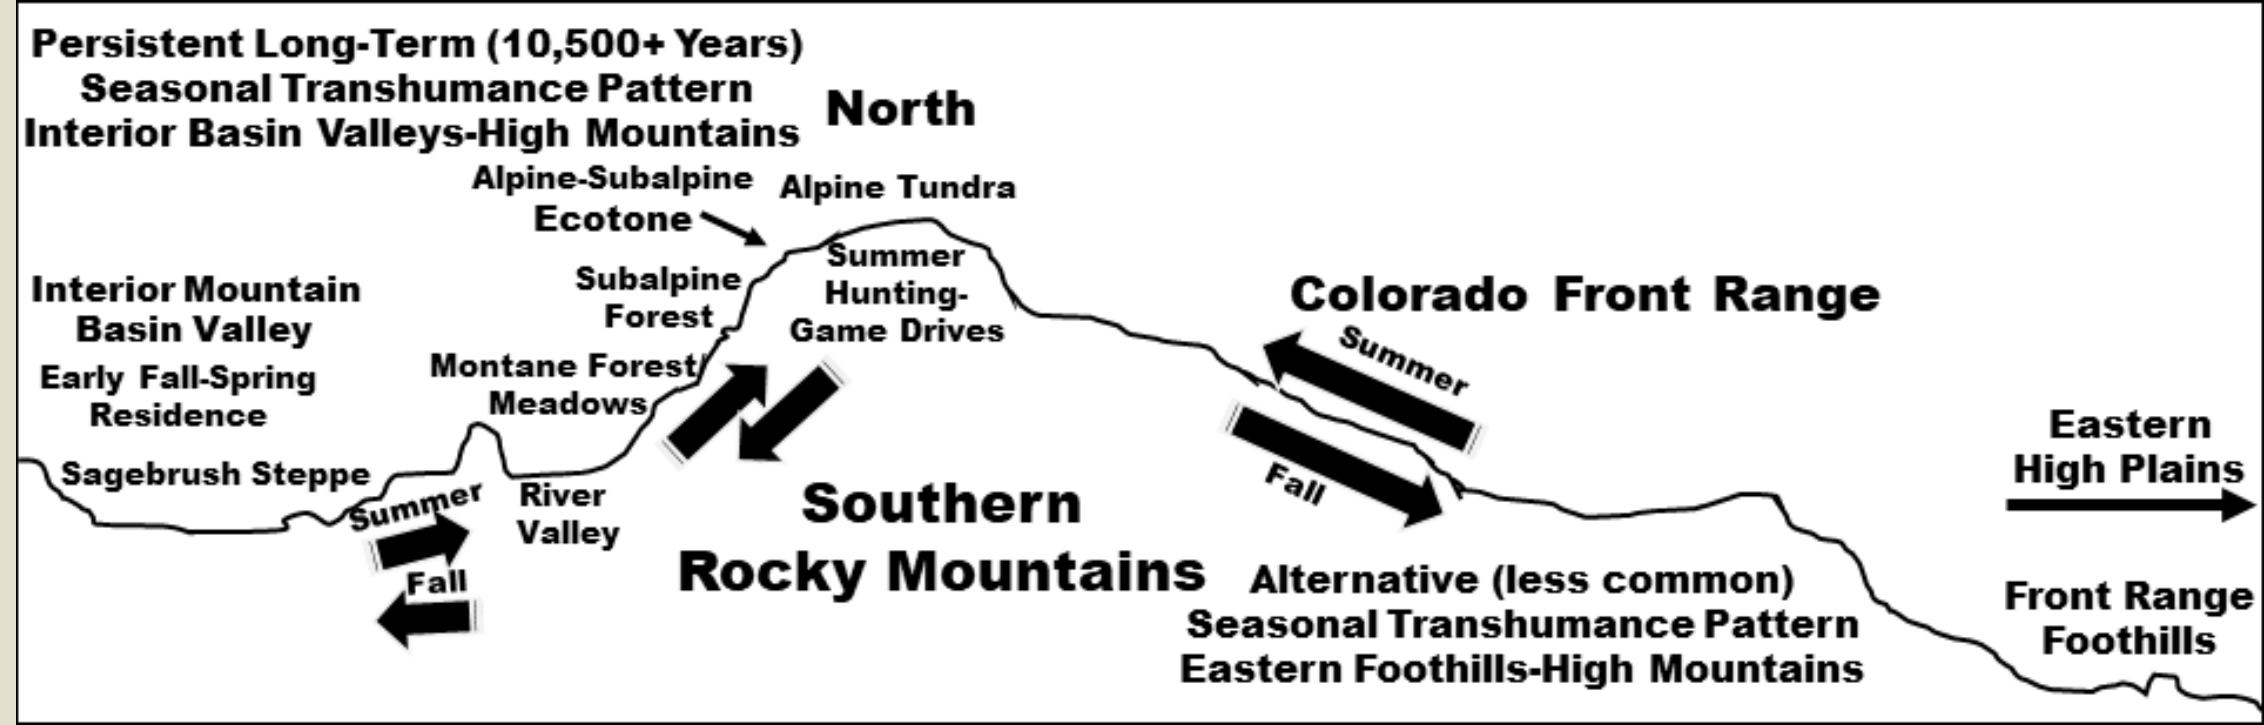 Persistent Long-Term (10,500+ Years)
Seasonal Transhumance Pattern
Interior Basin Valleys-High Mountains
North
Alpine-Subalpine
Ecotone
Alpine Tundra
Summer
Hunting-
Game Drives
Subalpine
Forest
Interior Mountain
Basin Valley
Early Fall-Spring
Residence
Montane Forest/
Meadows
Sagebrush Steppe
Summer
Fall
River
Valley
Southern
Rocky Mountains
Colorado Front Range
Summer
Fall
Alternative (less common)
Seasonal Transhumance Pattern
Eastern Foothills-High Mountains
Eastern
High Plains
Front Range
Foothills